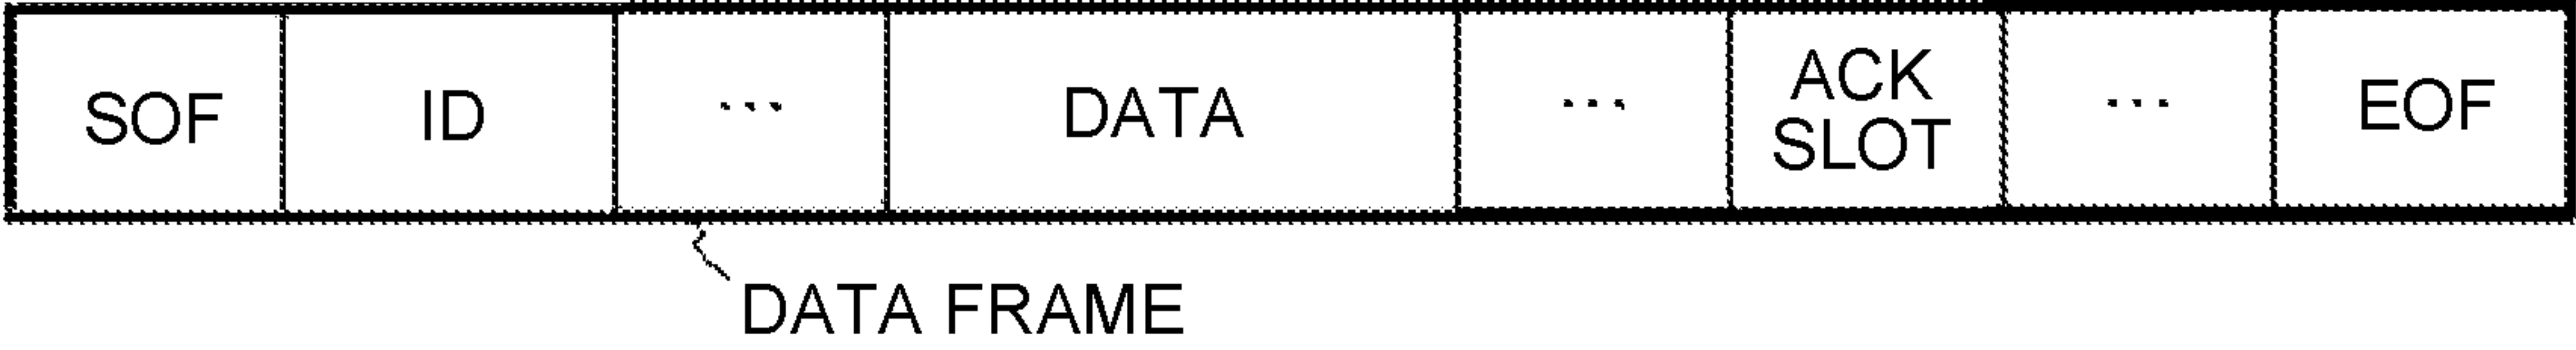 SOF ID ... DATA ... ACK SLOT ... EOF
DATA FRAME